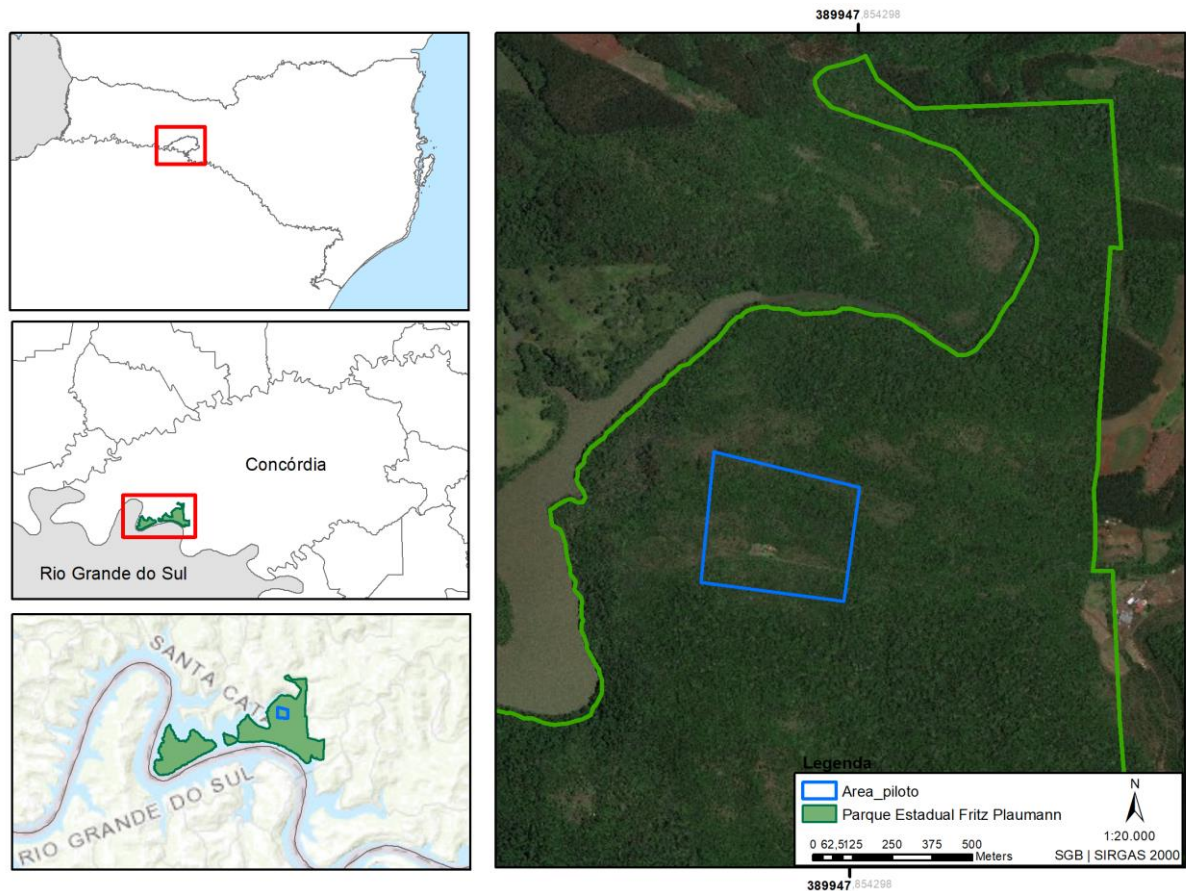 389947,854298
Concórdia
Rio Grande do Sul
SANTA CATA
RIO GRANDE DO SUL
Legenda
Area_piloto
Parque Estadual Fritz Plaumann
N
1:20.000
0 62,5125 250 375 500
Meters
SGB | SIRGAS 2000
389947,854298